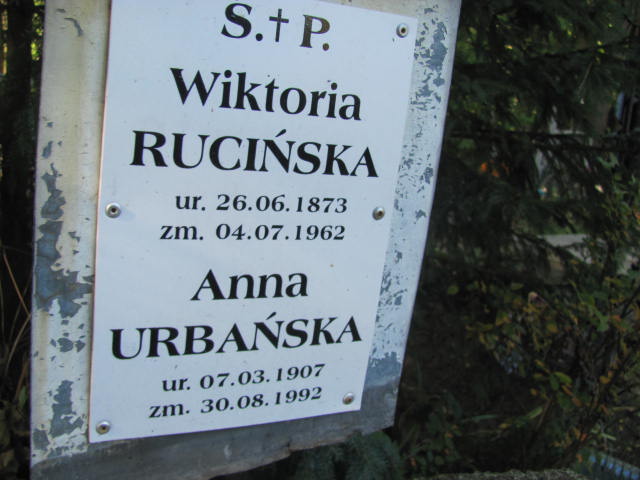 S.†P.
Wiktoria
RUCIŃSKA
ur. 26.06.1873
zm. 04.07.1962
Anna
URBAŃSKA
ur. 07.03.1907
zm. 30.08.1992